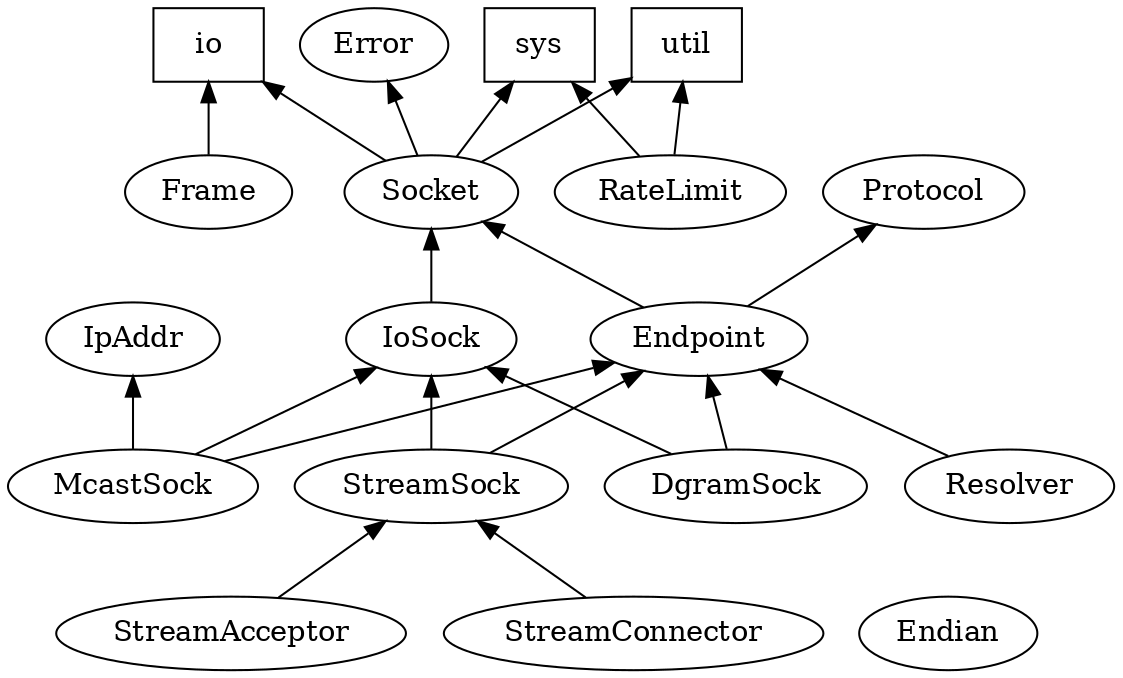 io
Error
sys
util
Frame
Socket
RateLimit
Protocol
IpAddr
IoSock
Endpoint
McastSock
StreamSock
DgramSock
Resolver
StreamAcceptor
StreamConnector
Endian